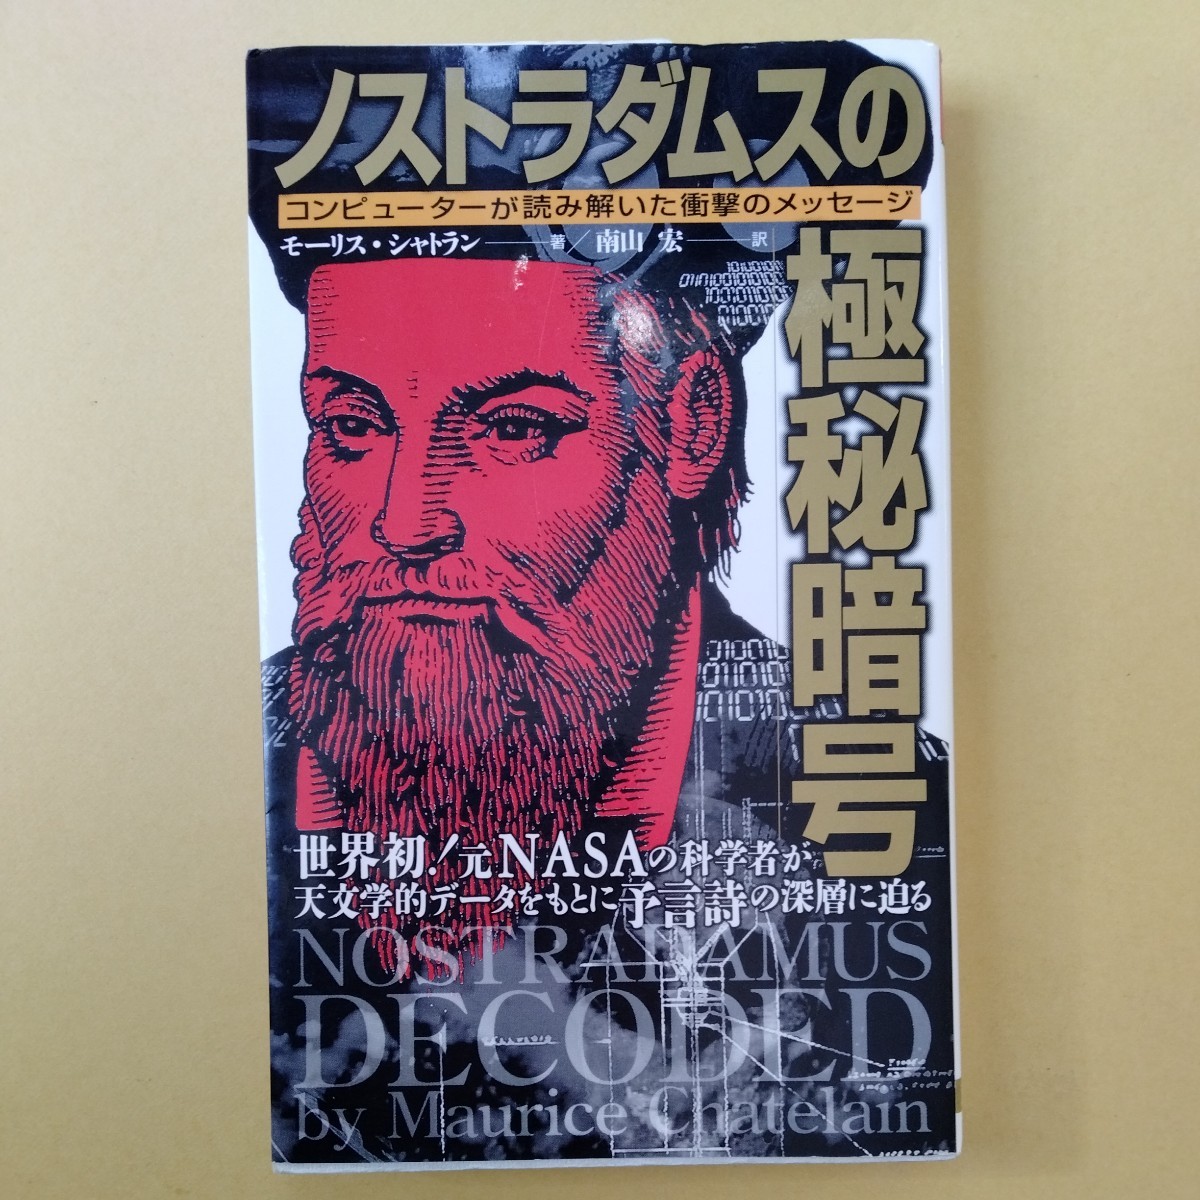 ノストラダムスの
コンピューターが読み解いた衝撃のメッセージ
モーリス・シャトラン——著／南山 宏——訳
極秘暗号
世界初!元NASAの科学者が
天文学的データをもとに予言詩の深層に迫る
NOSTRADAMUS
DECODED
by Maurice Chatelain